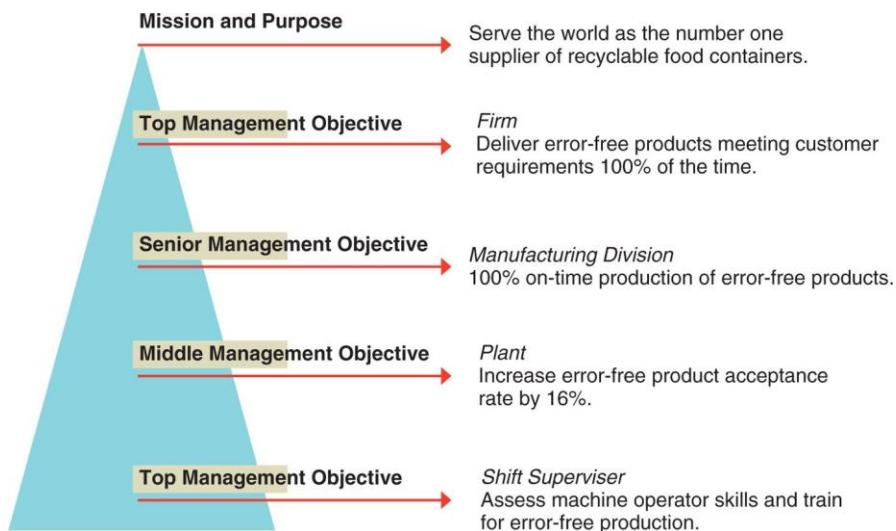 Mission and Purpose
Serve the world as the number one
supplier of recyclable food containers.
Top Management Objective
Firm
Deliver error-free products meeting customer
requirements 100% of the time.
Senior Management Objective
Manufacturing Division
100% on-time production of error-free products.
Middle Management Objective
Plant
Increase error-free product acceptance
rate by 16%.
Top Management Objective
Shift Superviser
Assess machine operator skills and train
for error-free production.